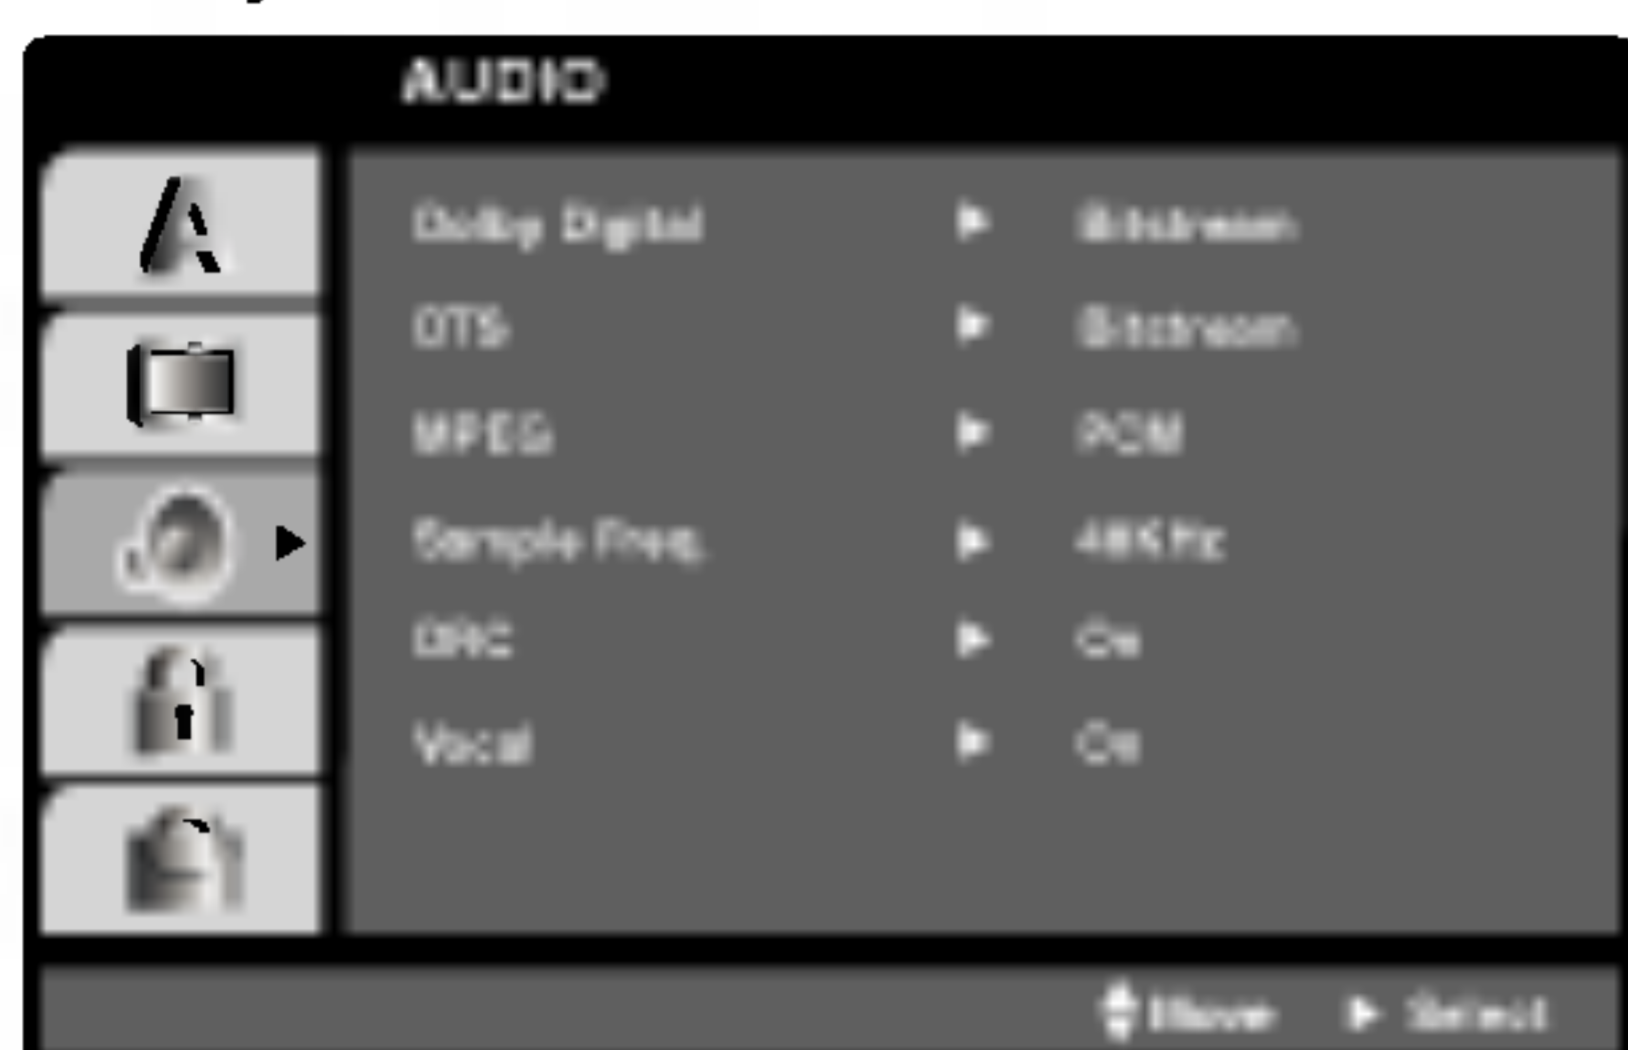 AUDIO
Dolby Digital ▶ Bitstream
DTS ▶ Bitstream
MPEG ▶ PCM
Sample Freq. ▶ 48KHz
DRC ▶ On
Vocal ▶ On
Move ▶ Select